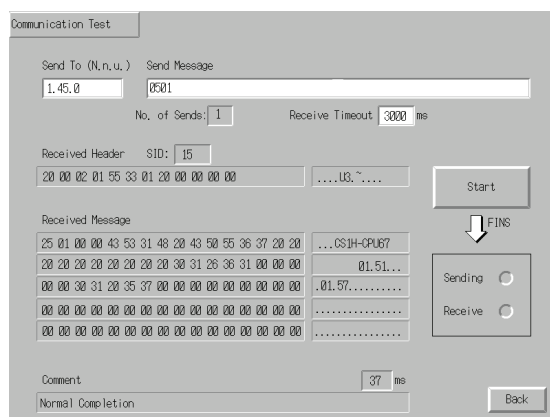 Communication Test
Send To (N.n.u.) Send Message
1.45.0 0501
No. of Sends: 1 Receive Timeout 3000 ms
Received Header SID: 15
20 00 02 01 55 33 01 20 00 00 00 00 ....U3.~....
Start
FINS
Received Message
25 01 00 00 43 53 31 48 20 43 50 55 36 37 20 20 ...CS1H-CPU67
20 20 20 20 20 20 20 20 30 31 26 36 31 00 00 00 01.51...
00 00 30 31 20 35 37 00 00 00 00 00 00 00 00 00 .01.57.........
00 00 00 00 00 00 00 00 00 00 00 00 00 00 00 00 ................
00 00 00 00 00 00 00 00 00 00 00 00 00 00 00 00 ................
Sending
Receive
Comment 37 ms
Normal Completion
Back